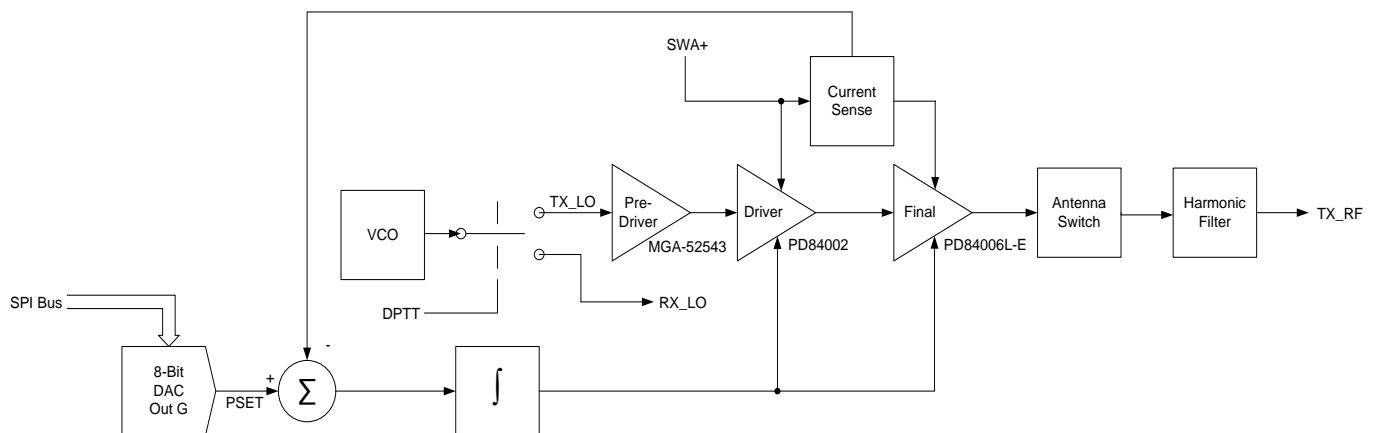 SWA+
Current
Sense
TX_LO
Pre-
Driver
Driver
Final
Antenna
Switch
Harmonic
Filter
TX_RF
VCO
MGA-52543
PD84002
PD84006L-E
SPI Bus
RX_LO
DPTT
-
8-Bit
DAC
Out G
+
PSET
Σ
∫